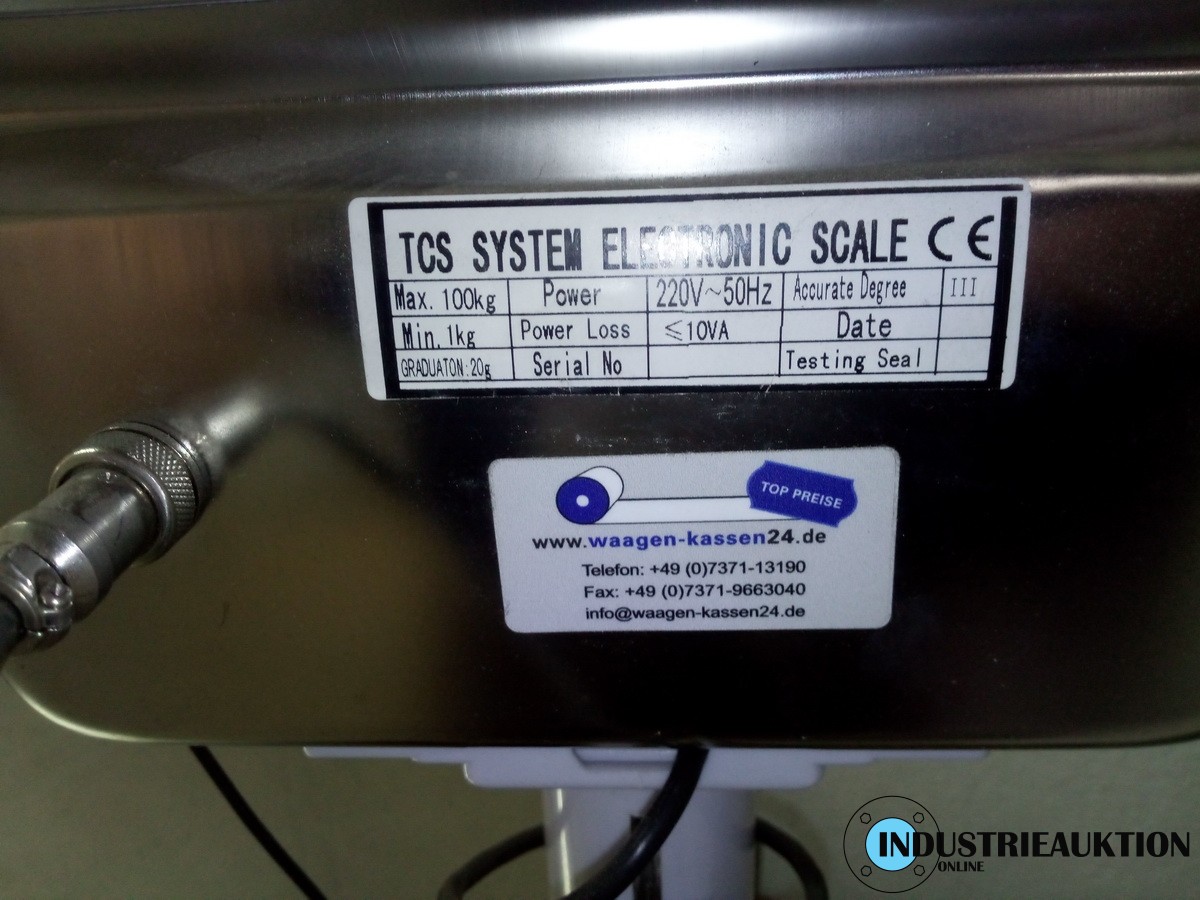 TCS SYSTEM ELECTRONIC SCALE CE
Max. 100kg Power 220V~50Hz Accurate Degree III
Min. 1kg Power Loss ≤10VA Date
GRADUATON:20g Serial No Testing Seal
TOP PREISE
www.waagen-kassen24.de
Telefon: +49 (0)7371-13190
Fax: +49 (0)7371-9663040
info@waagen-kassen24.de
INDUSTRIEAUKTION
ONLINE